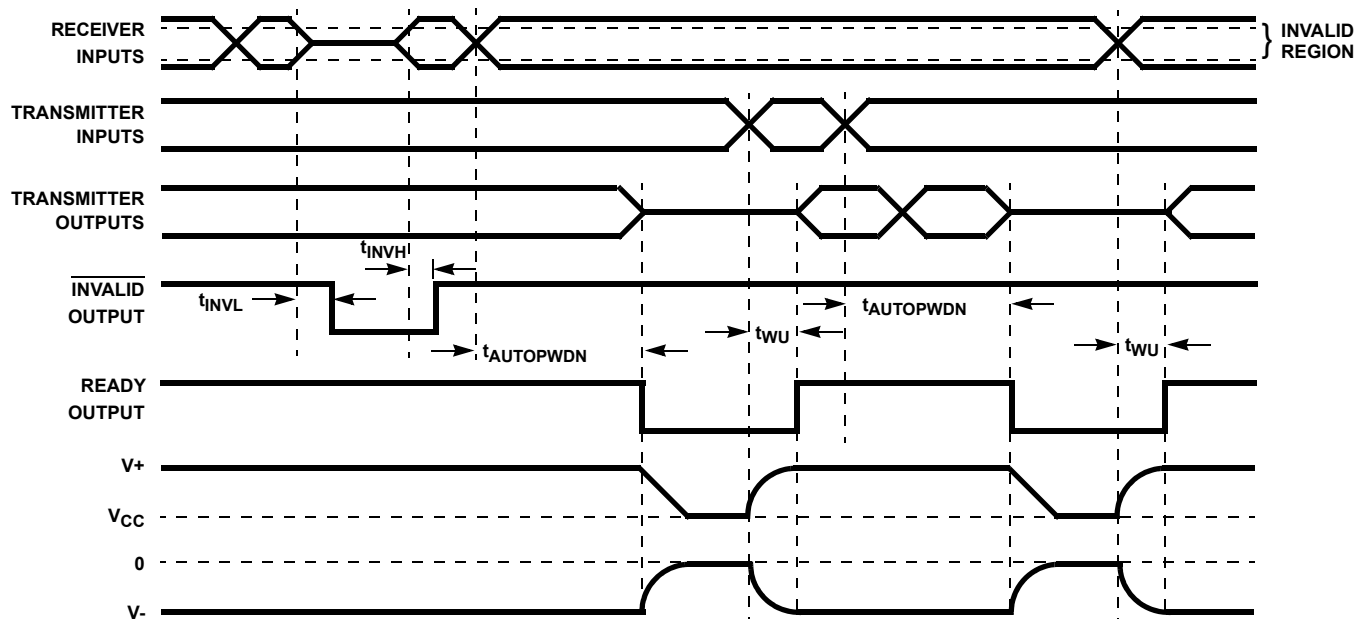 RECEIVER
INPUTS
} INVALID
REGION
TRANSMITTER
INPUTS
TRANSMITTER
OUTPUTS
tINVH
INVALID
OUTPUT
tINVL
tAUTOPWDN
tWU
tAUTOPWDN
tWU
READY
OUTPUT
V+
VCC
0
V-